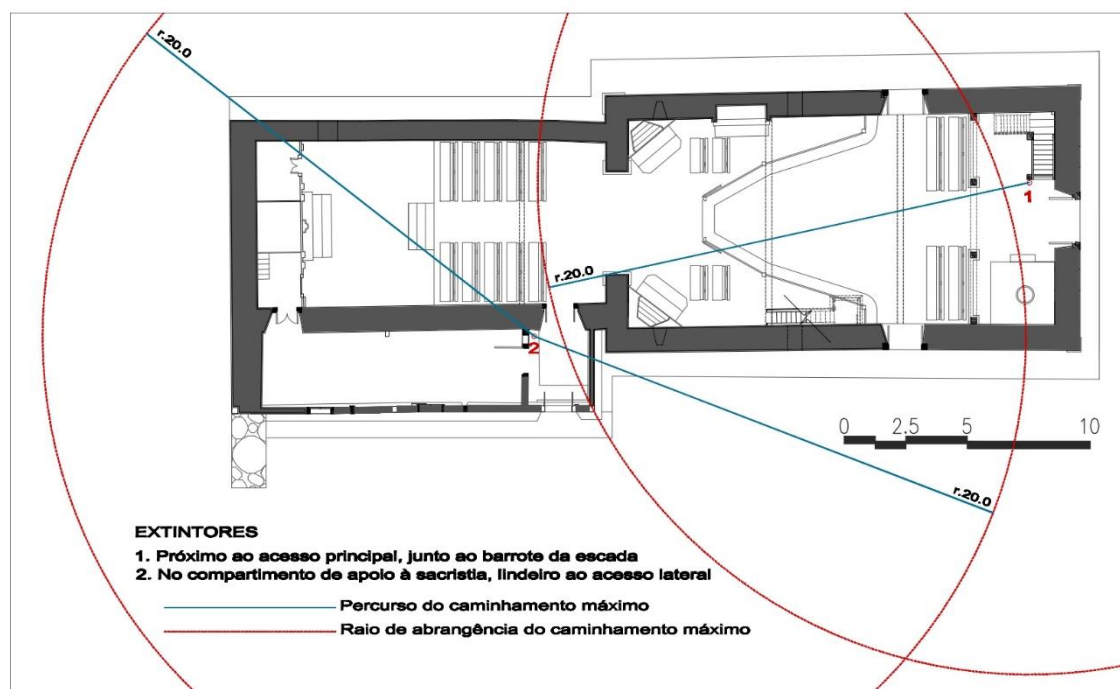 r.20.0
1
r.20.0
2
0 2.5 5 10
r.20.0
EXTINTORES
1. Próximo ao acesso principal, junto ao barrote da escada
2. No compartimento de apoio à sacristia, lindeiro ao acesso lateral
Percurso do caminhamento máximo
Raio de abrangência do caminhamento máximo